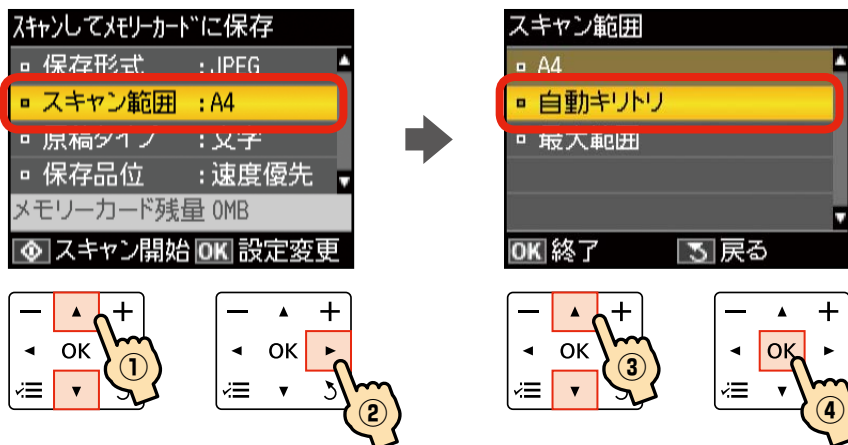 スキャンしてメモリーカードに保存
保存形式 :JPEG
スキャン範囲 :A4
原稿タイプ :文字
保存品位 :速度優先
メモリーカード残量 0MB
スキャン開始 OK 設定変更
スキャン範囲
A4
自動キリトリ
最大範囲
OK 終了 戻る
− +
OK
①
− +
OK
②
− +
OK
③
− +
OK
④